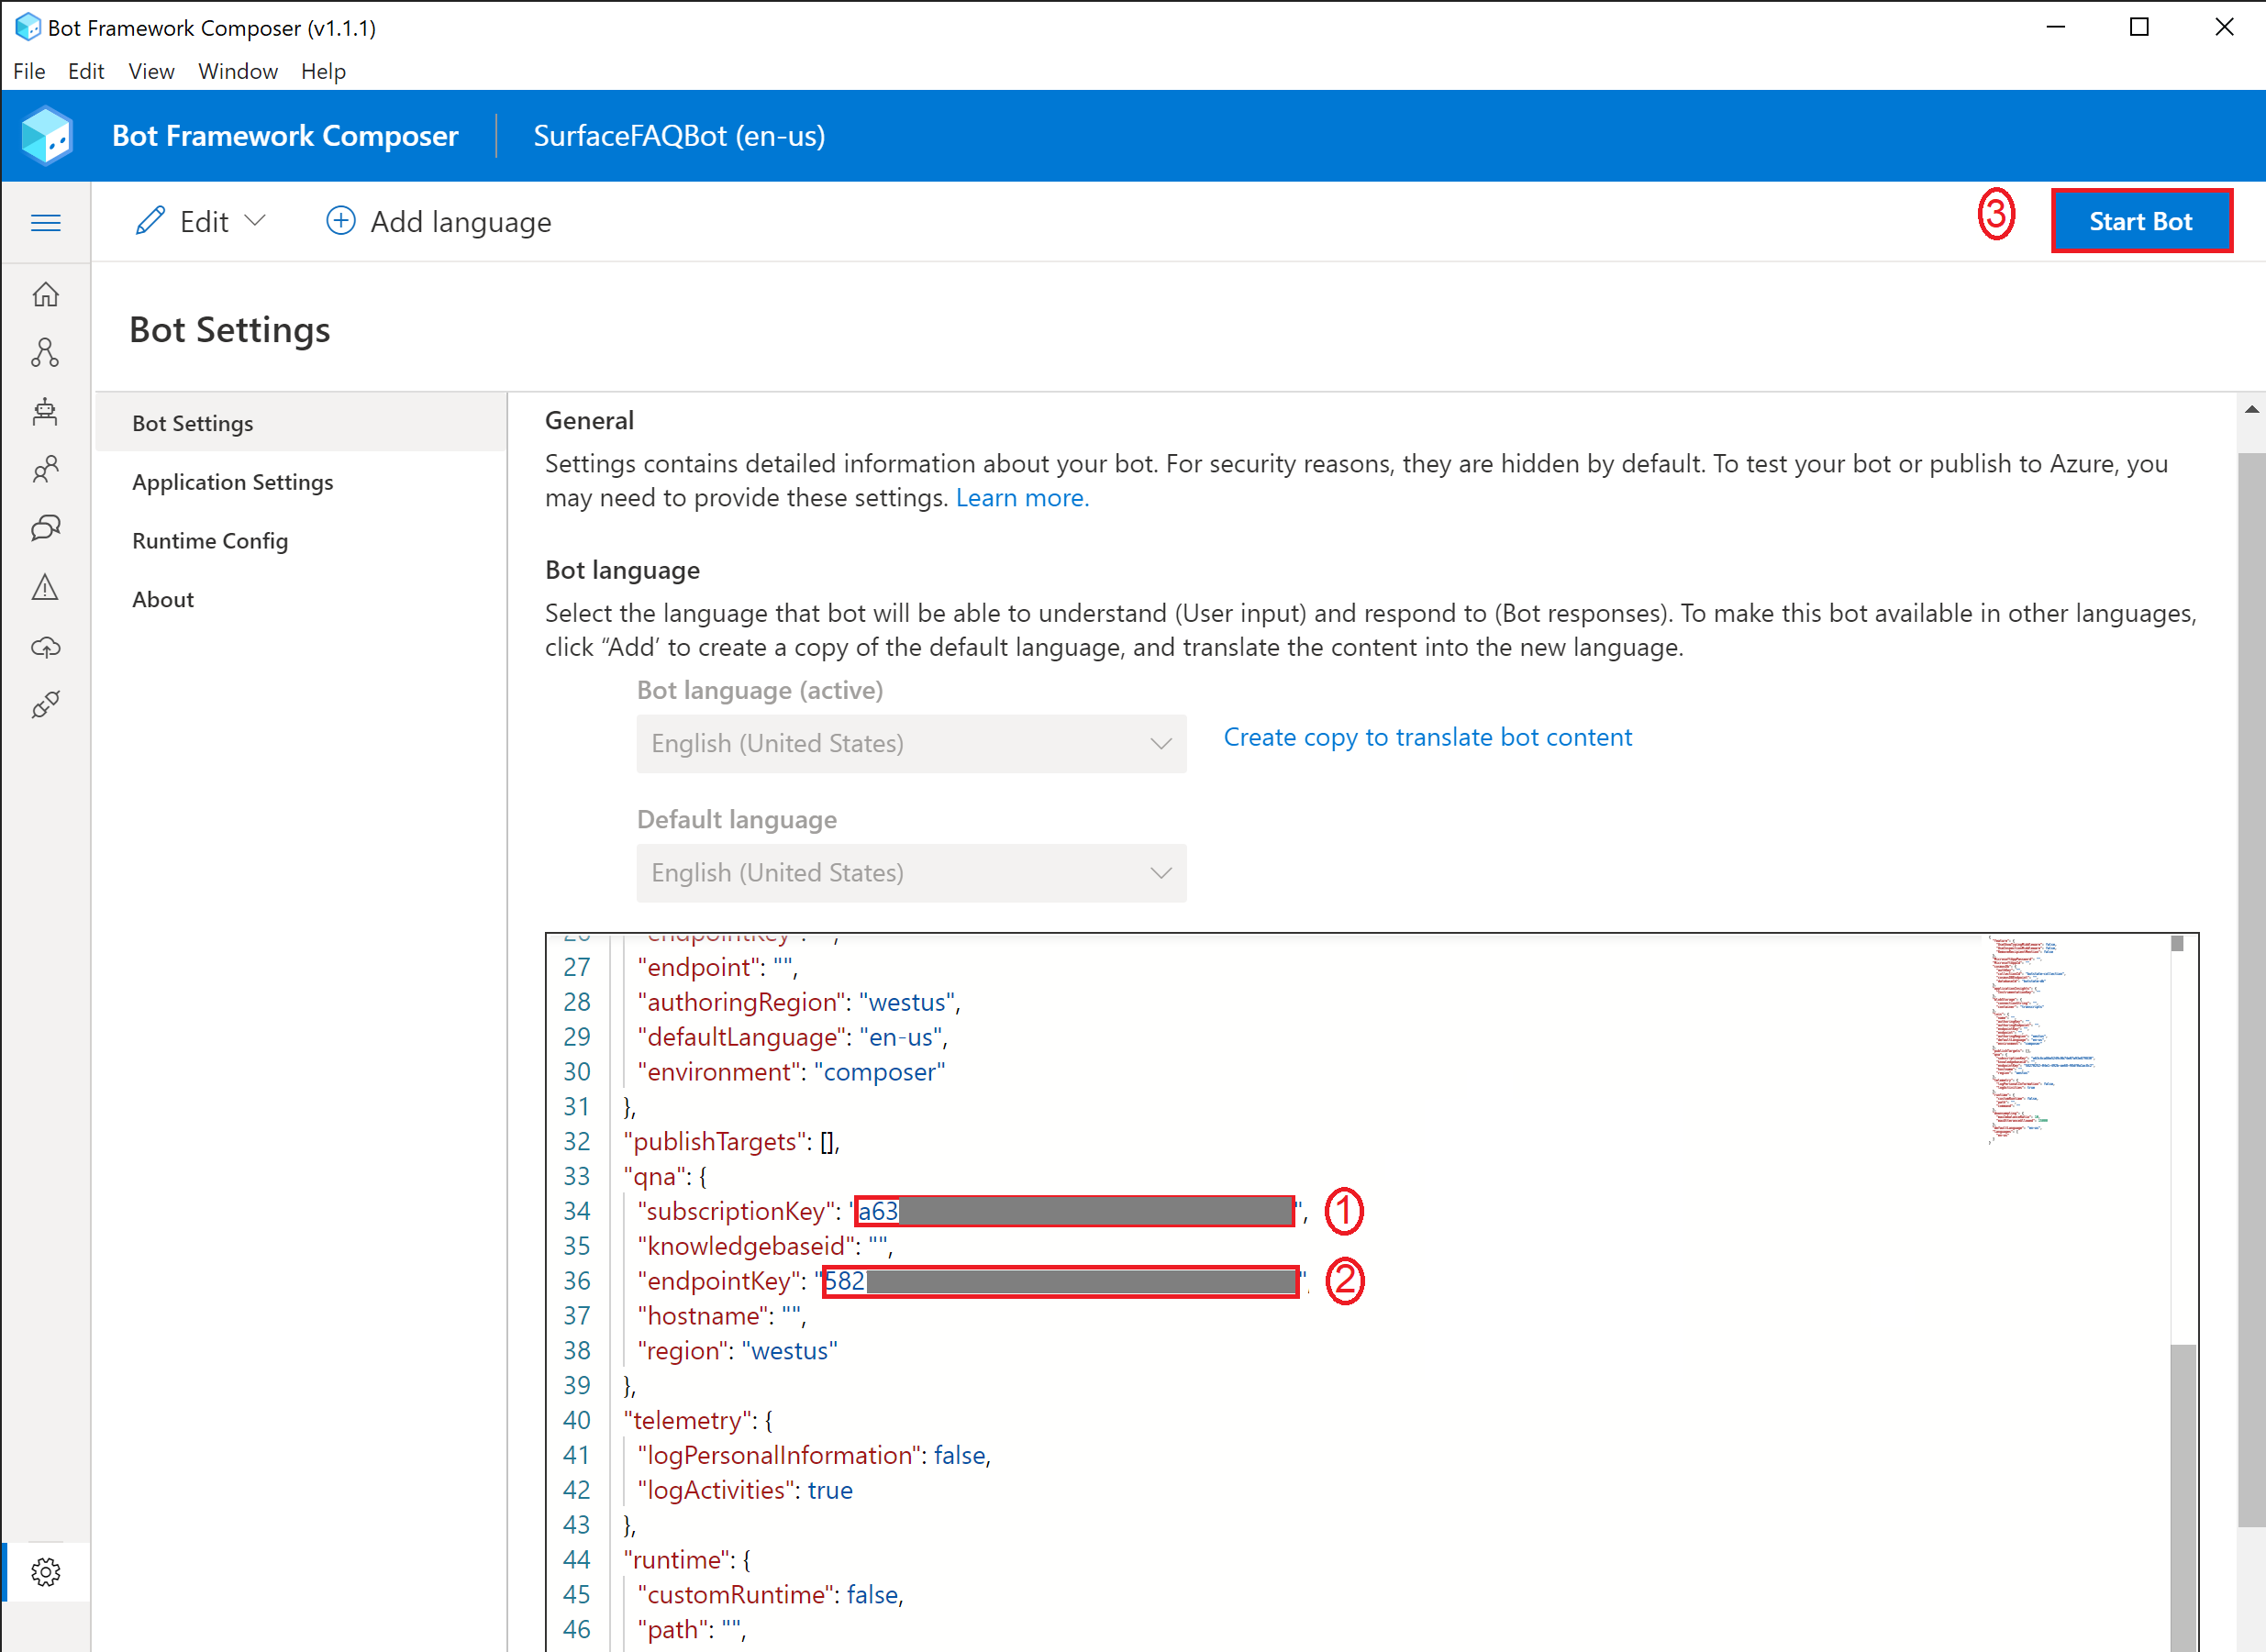 Bot Framework Composer (v1.1.1)
File Edit View Window Help
Bot Framework Composer SurfaceFAQBot (en-us)
Edit Add language 3 Start Bot
Bot Settings
Bot Settings
Application Settings
Runtime Config
About
General
Settings contains detailed information about your bot. For security reasons, they are hidden by default. To test your bot or publish to Azure, you
may need to provide these settings. Learn more.
Bot language
Select the language that bot will be able to understand (User input) and respond to (Bot responses). To make this bot available in other languages,
click “Add’ to create a copy of the default language, and translate the content into the new language.
Bot language (active)
English (United States) Create copy to translate bot content
Default language
English (United States)
26 "endpointKey": "",
27 "endpoint": "",
28 "authoringRegion": "westus",
29 "defaultLanguage": "en-us",
30 "environment": "composer"
31 },
32 "publishTargets": [],
33 "qna": {
34 "subscriptionKey": "a63 ", 1
35 "knowledgebaseid": "",
36 "endpointKey": "582 ", 2
37 "hostname": "",
38 "region": "westus"
39 },
40 "telemetry": {
41 "logPersonalInformation": false,
42 "logActivities": true
43 },
44 "runtime": {
45 "customRuntime": false,
46 "path": "",